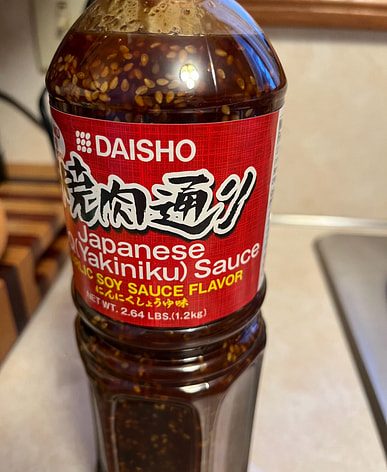 DAISHO
焼肉通り
Japanese
(Yakiniku) Sauce
GARLIC SOY SAUCE FLAVOR
にんにくしょうゆ味
NET WT. 2.64 LBS.(1.2kg)